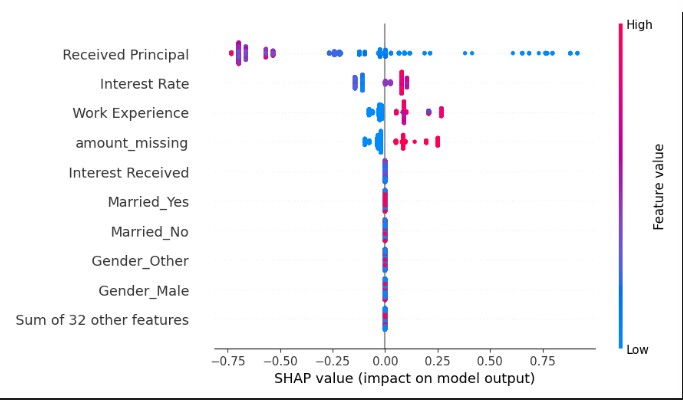 High
Received Principal
Interest Rate
Work Experience
amount_missing
Interest Received
Married_Yes
Married_No
Gender_Other
Gender_Male
Sum of 32 other features
Feature value
Low
−0.75 −0.50 −0.25 0.00 0.25 0.50 0.75
SHAP value (impact on model output)